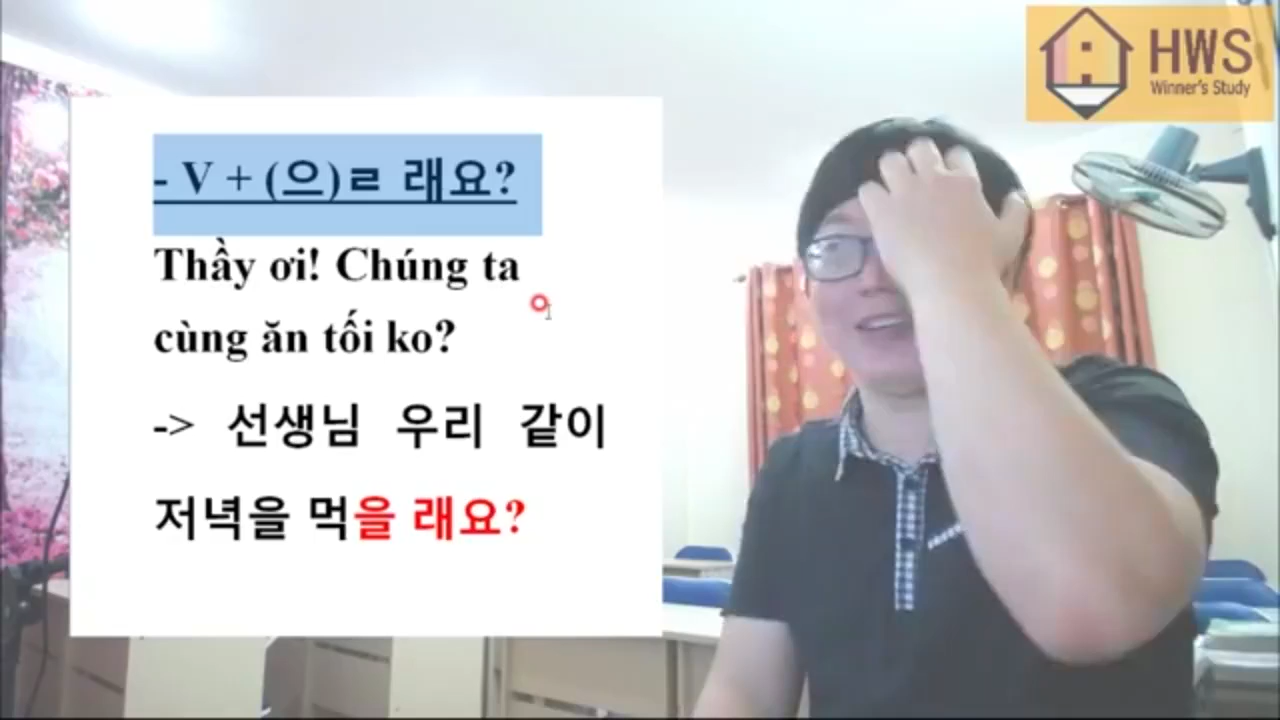 HWS
Winner's Study
- V + (으)ㄹ 래요?
Thầy ơi! Chúng ta
cùng ăn tối ko?
-> 선생님 우리 같이
저녁을 먹을 래요?